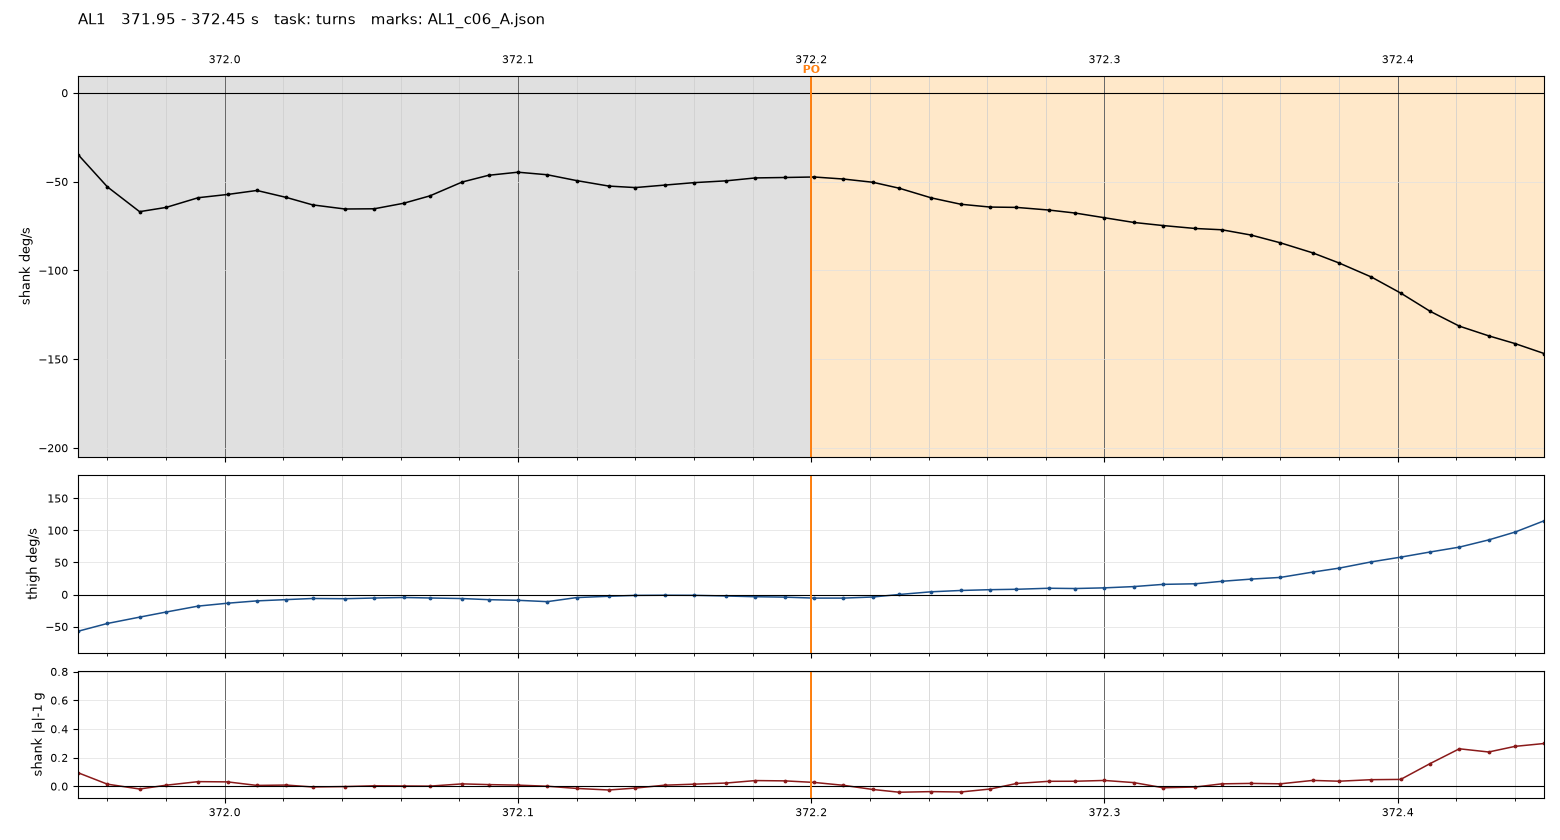 AL1   371.95 - 372.45 s   task: turns   marks: AL1_c06_A.json
372.0 372.1 372.2 372.3 372.4
PO
shank deg/s
0
−50
−100
−150
−200
thigh deg/s
150
100
50
0
−50
shank |a|-1 g
0.8
0.6
0.4
0.2
0.0
372.0 372.1 372.2 372.3 372.4